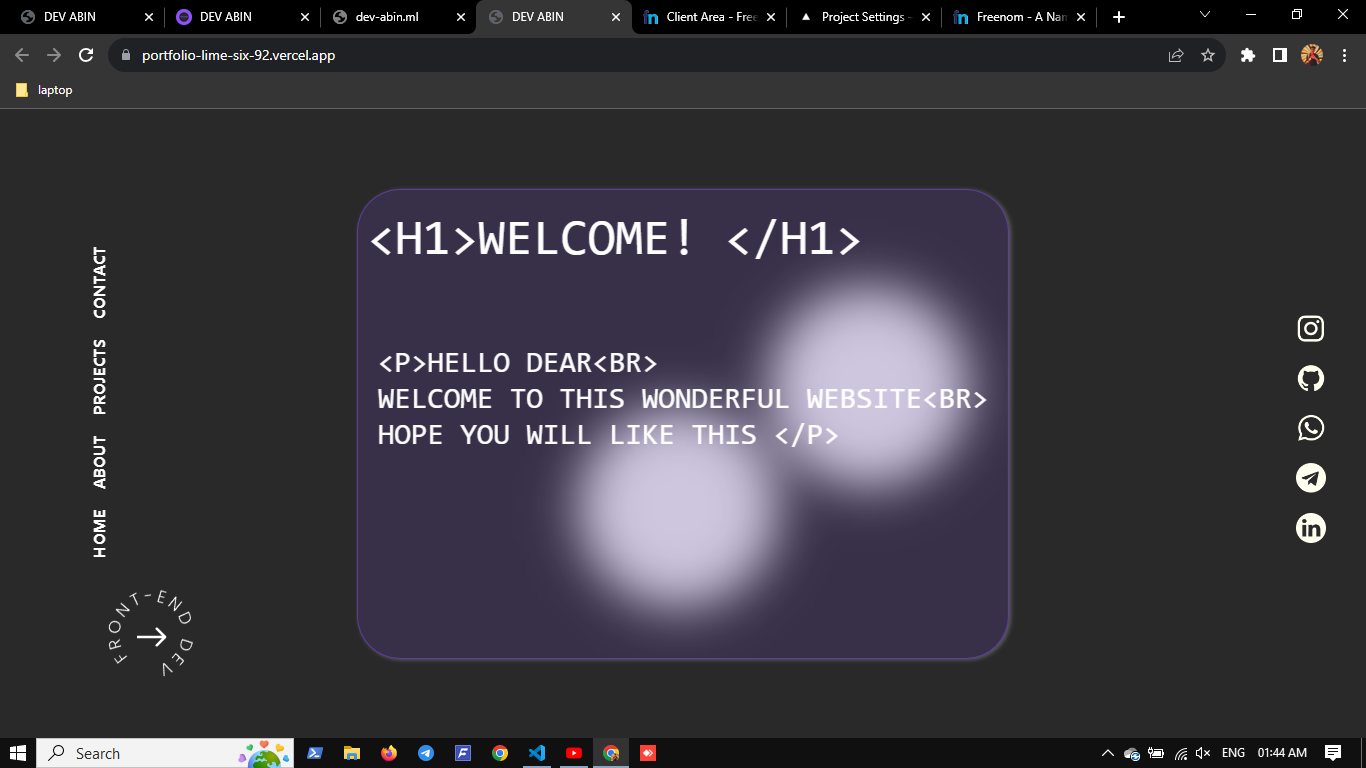 DEV ABIN
DEV ABIN
dev-abin.ml
DEV ABIN
Client Area - Free
Project Settings -
Freenom - A Nam
portfolio-lime-six-92.vercel.app
laptop
<H1>WELCOME! </H1>
<P>HELLO DEAR<BR>
WELCOME TO THIS WONDERFUL WEBSITE<BR>
HOPE YOU WILL LIKE THIS </P>
CONTACT
PROJECTS
ABOUT
HOME
FRONT-END DEV
in
Search
ENG
01:44 AM